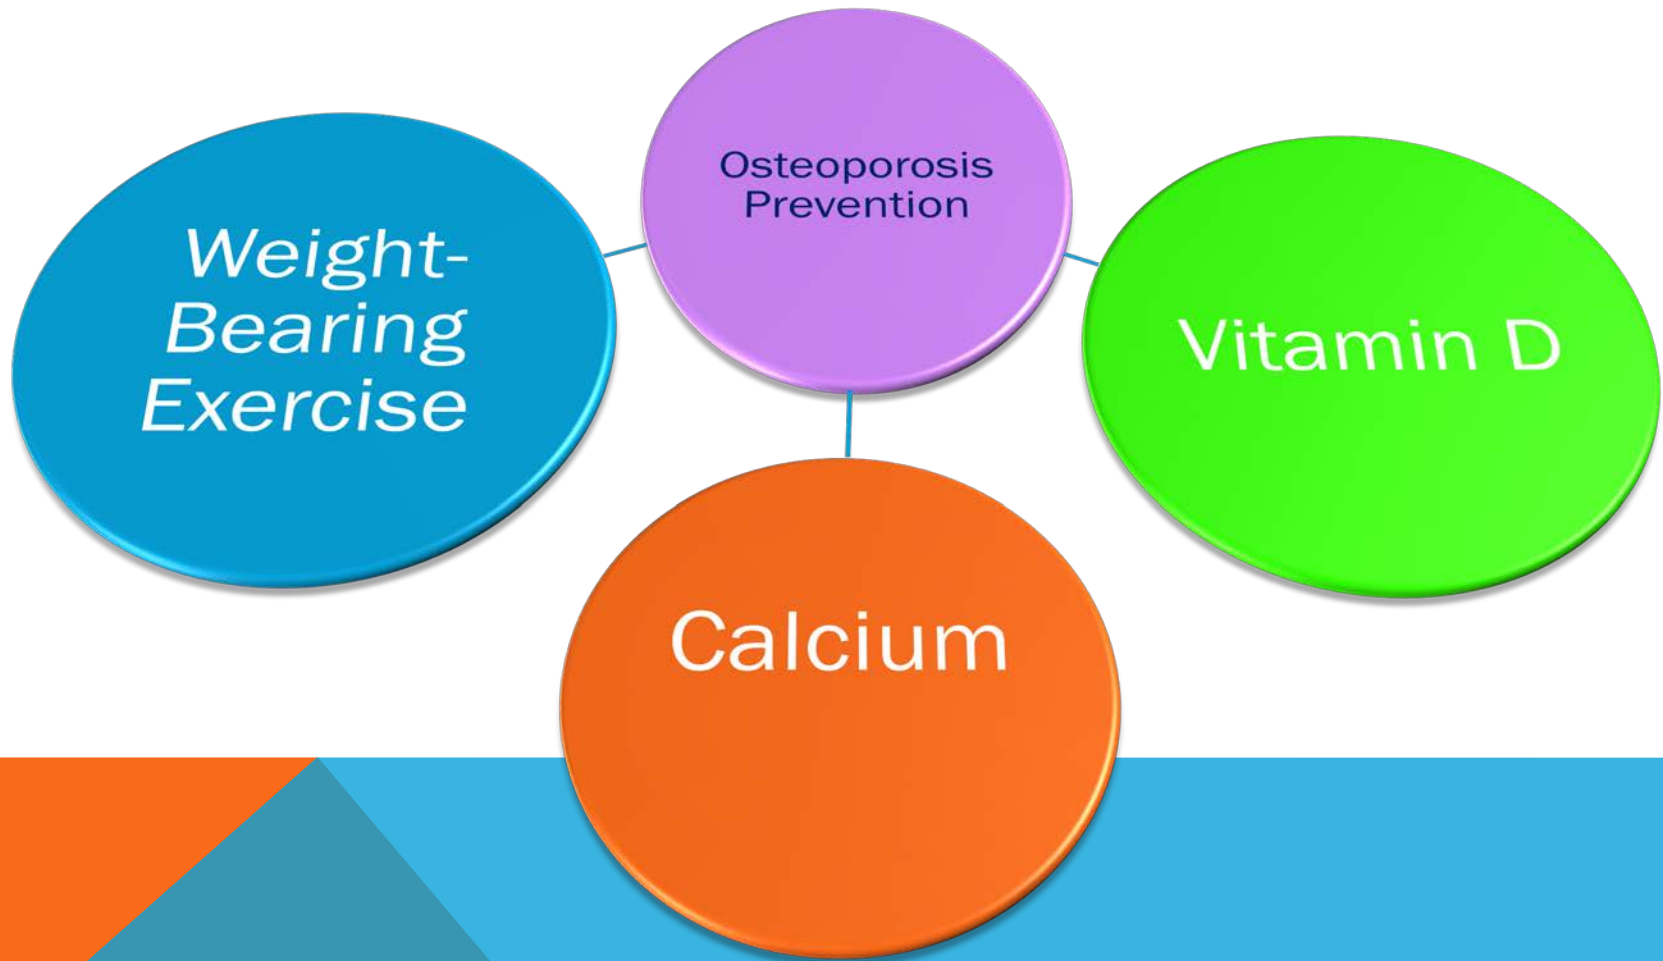 Osteoporosis
Prevention
Weight-
Bearing
Exercise
Vitamin D
Calcium